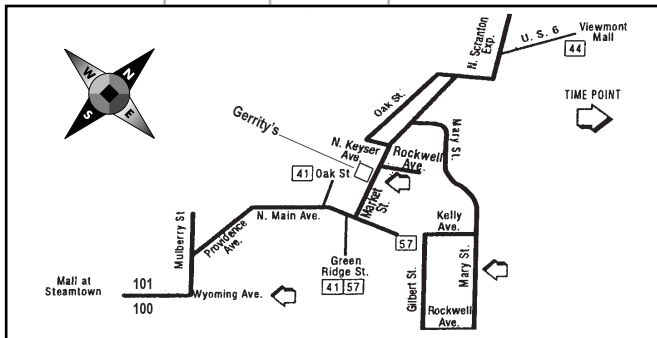 N. Scranton
Exp.
U. S. 6
Viewmont
Mall
44
TIME POINT
W
N
S
E
Oak St.
Gerrity's
N. Keyser
Ave.
Rockwell
Ave.
Mary St.
41 Oak St.
Market
St.
N. Main Ave.
Kelly
Ave.
Mulberry St
Providence
Ave.
57
Green
Ridge St.
41 57
Gilbert St.
Mary St.
Mall at
Steamtown
101
100
Wyoming Ave.
Rockwell
Ave.